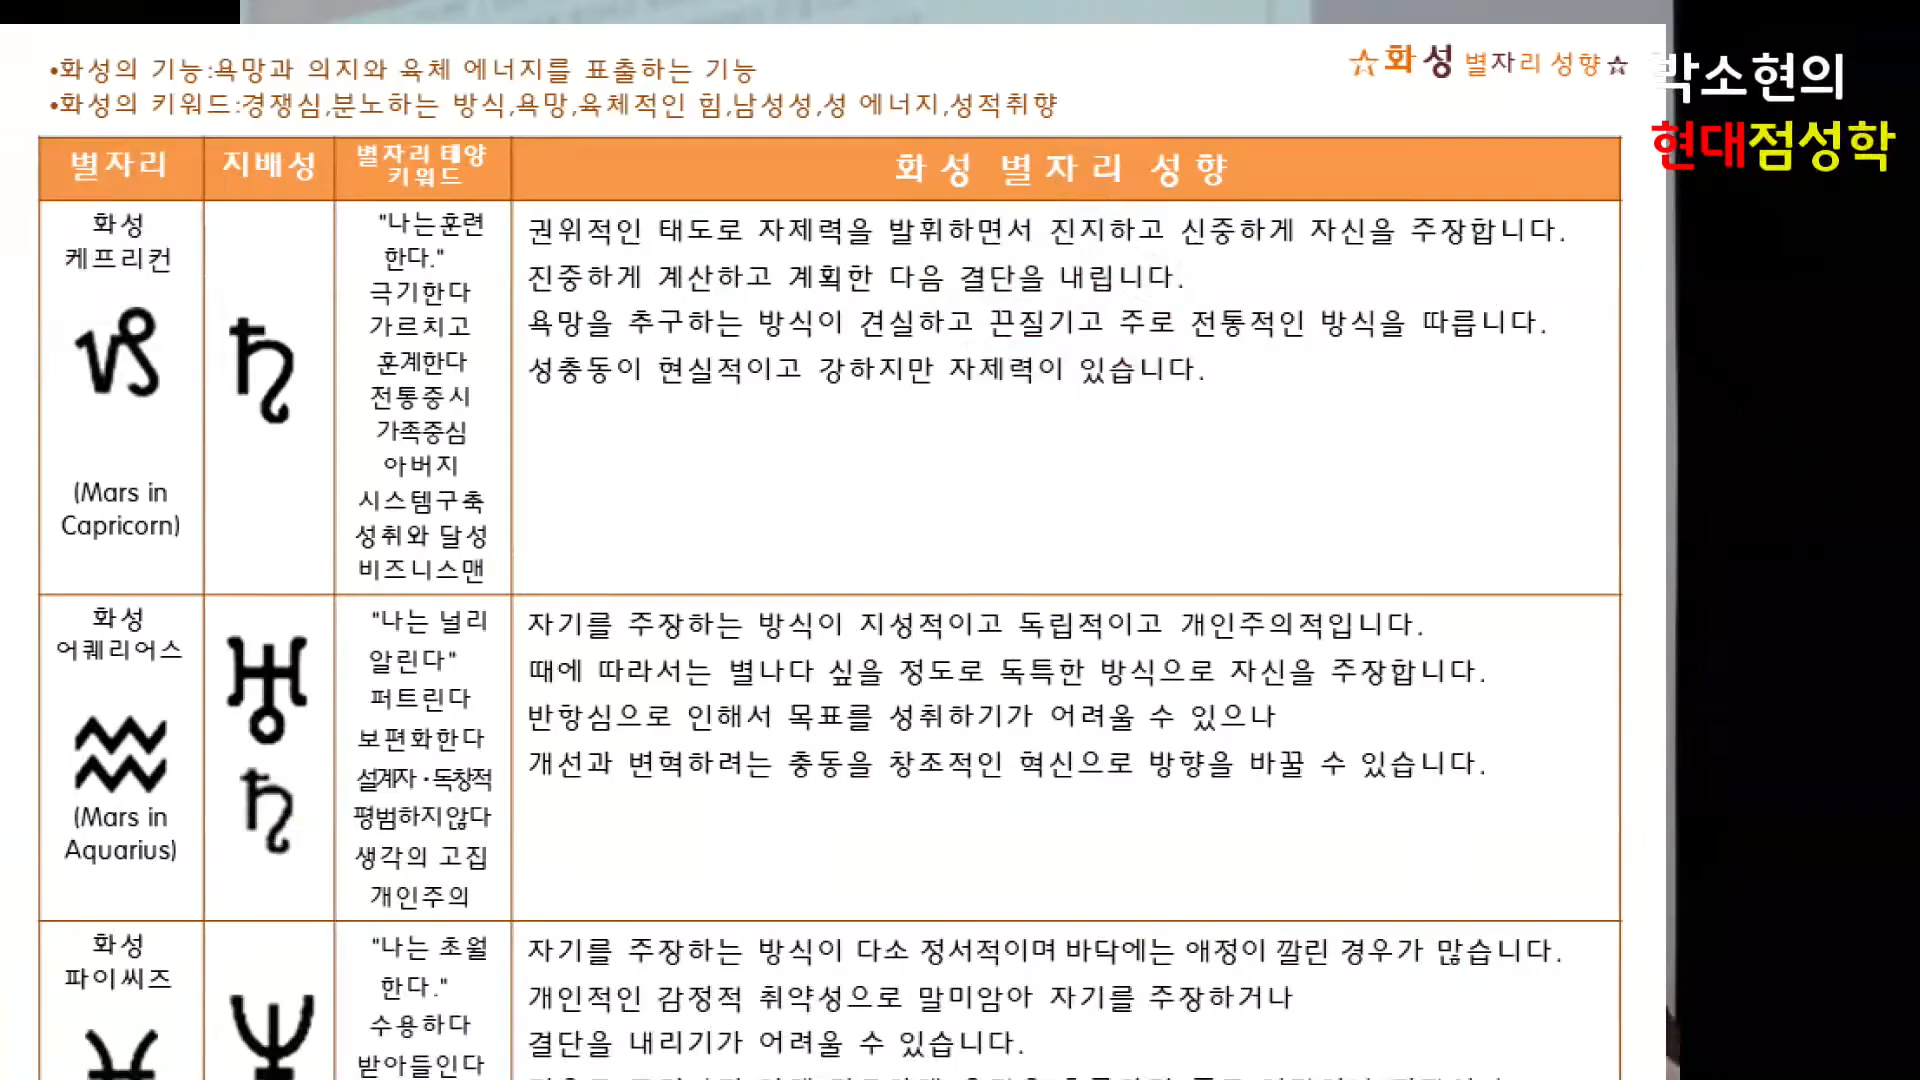 •화성의 기능:욕망과 의지와 육체 에너지를 표출하는 기능
•화성의 키워드:경쟁심,분노하는 방식,욕망,육체적인 힘,남성성,성 에너지,성적취향
☆화성 별자리 성향☆
박소현의
현대점성학
별자리
지배성
별자리 태양
키워드
화성 별자리 성향
화성
케프리컨
(Mars in
Capricorn)
"나는훈련
한다."
극기한다
가르치고
훈계한다
전통중시
가족중심
아버지
시스템구축
성취와 달성
비즈니스맨
권위적인 태도로 자제력을 발휘하면서 진지하고 신중하게 자신을 주장합니다.
진중하게 계산하고 계획한 다음 결단을 내립니다.
욕망을 추구하는 방식이 견실하고 끈질기고 주로 전통적인 방식을 따릅니다.
성충동이 현실적이고 강하지만 자제력이 있습니다.
화성
어퀘리어스
(Mars in
Aquarius)
"나는 널리
알린다"
퍼트린다
보편화한다
설계자·독창적
평범하지않다
생각의 고집
개인주의
자기를 주장하는 방식이 지성적이고 독립적이고 개인주의적입니다.
때에 따라서는 별나다 싶을 정도로 독특한 방식으로 자신을 주장합니다.
반항심으로 인해서 목표를 성취하기가 어려울 수 있으나
개선과 변혁하려는 충동을 창조적인 혁신으로 방향을 바꿀 수 있습니다.
화성
파이씨즈
"나는 초월
한다."
수용하다
받아들인다
자기를 주장하는 방식이 다소 정서적이며 바닥에는 애정이 깔린 경우가 많습니다.
개인적인 감정적 취약성으로 말미암아 자기를 주장하거나
결단을 내리기가 어려울 수 있습니다.